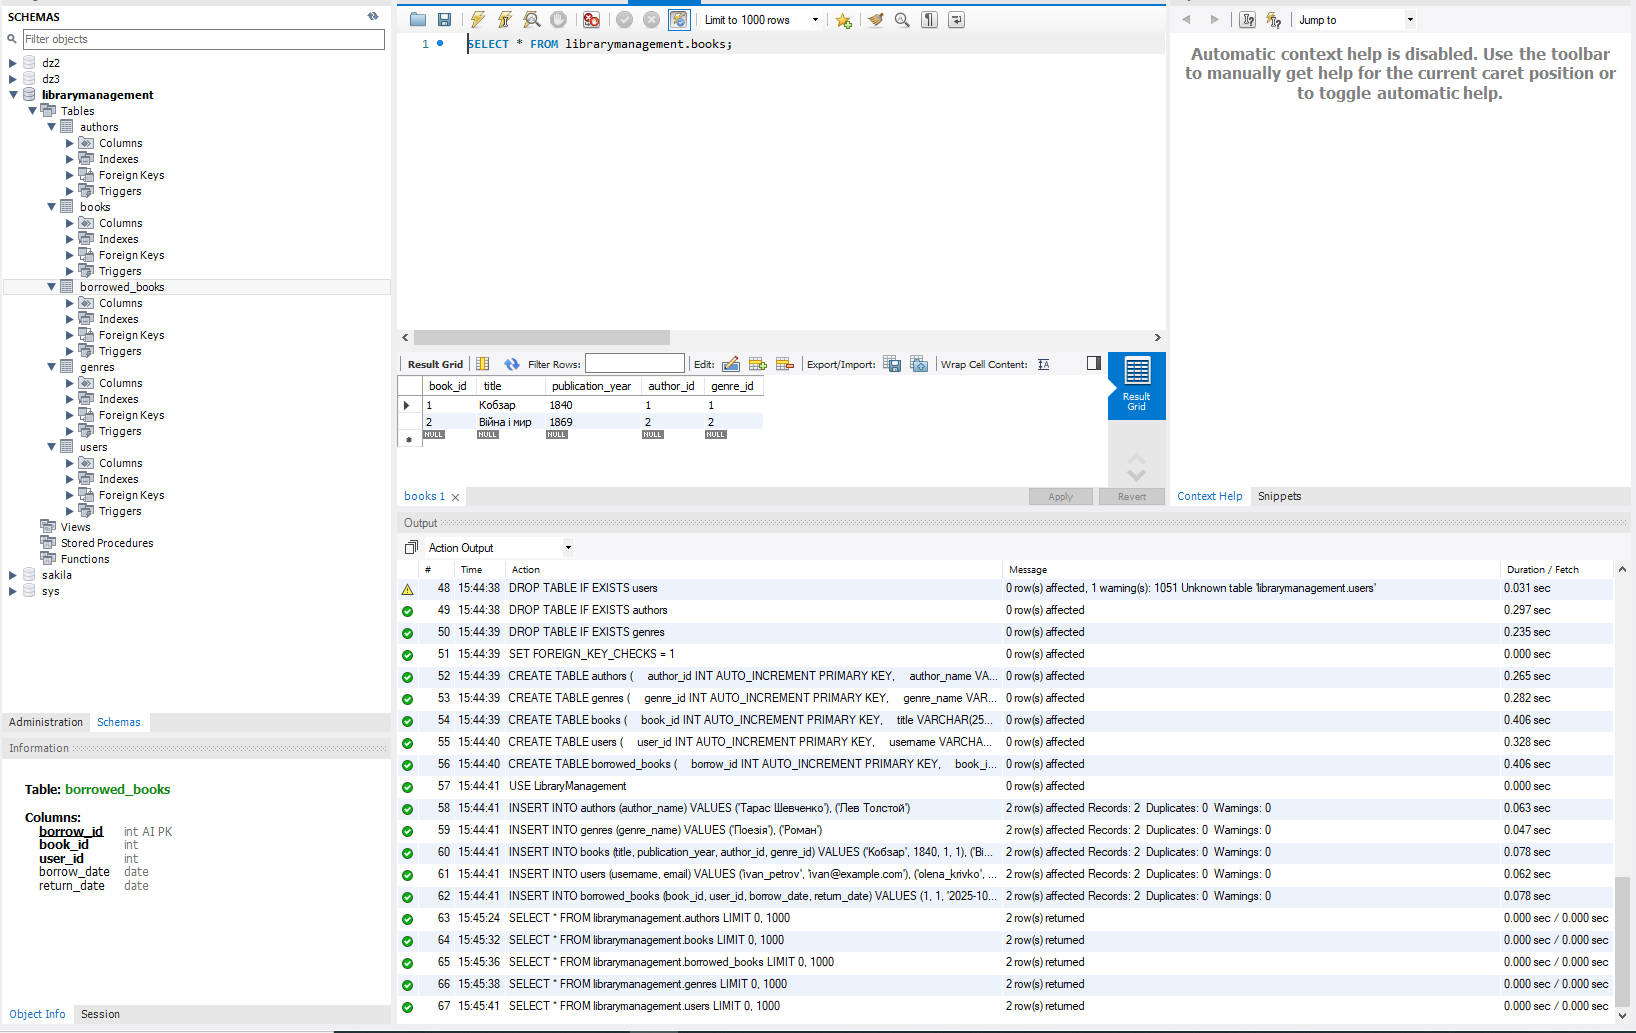 SCHEMAS
Filter objects
dz2
dz3
librarymanagement
Tables
authors
Columns
Indexes
Foreign Keys
Triggers
books
Columns
Indexes
Foreign Keys
Triggers
borrowed_books
Columns
Indexes
Foreign Keys
Triggers
genres
Columns
Indexes
Foreign Keys
Triggers
users
Columns
Indexes
Foreign Keys
Triggers
Views
Stored Procedures
Functions
sakila
sys
Administration Schemas
Information
Table: borrowed_books
Columns:
borrow_id int AI PK
book_id int
user_id int
borrow_date date
return_date date
Object Info Session
Limit to 1000 rows
1 SELECT * FROM librarymanagement.books;
Result Grid Filter Rows: Edit: Export/Import: Wrap Cell Content:
book_id title publication_year author_id genre_id
1 Кобзар 1840 1 1
2 Війна і мир 1869 2 2
NULL NULL NULL NULL NULL
Result
Grid
books 1 Apply Revert
Jump to
Automatic context help is disabled. Use the toolbar
to manually get help for the current caret position or
to toggle automatic help.
Context Help Snippets
Output
Action Output
# Time Action Message Duration / Fetch
48 15:44:38 DROP TABLE IF EXISTS users 0 row(s) affected, 1 warning(s): 1051 Unknown table 'librarymanagement.users' 0.031 sec
49 15:44:38 DROP TABLE IF EXISTS authors 0 row(s) affected 0.297 sec
50 15:44:39 DROP TABLE IF EXISTS genres 0 row(s) affected 0.235 sec
51 15:44:39 SET FOREIGN_KEY_CHECKS = 1 0 row(s) affected 0.000 sec
52 15:44:39 CREATE TABLE authors ( author_id INT AUTO_INCREMENT PRIMARY KEY, author_name VA... 0 row(s) affected 0.265 sec
53 15:44:39 CREATE TABLE genres ( genre_id INT AUTO_INCREMENT PRIMARY KEY, genre_name VAR... 0 row(s) affected 0.282 sec
54 15:44:39 CREATE TABLE books ( book_id INT AUTO_INCREMENT PRIMARY KEY, title VARCHAR(25... 0 row(s) affected 0.406 sec
55 15:44:40 CREATE TABLE users ( user_id INT AUTO_INCREMENT PRIMARY KEY, username VARCHA... 0 row(s) affected 0.328 sec
56 15:44:40 CREATE TABLE borrowed_books ( borrow_id INT AUTO_INCREMENT PRIMARY KEY, book_i... 0 row(s) affected 0.406 sec
57 15:44:41 USE LibraryManagement 0 row(s) affected 0.000 sec
58 15:44:41 INSERT INTO authors (author_name) VALUES ('Тарас Шевченко'), ('Лев Толстой') 2 row(s) affected Records: 2 Duplicates: 0 Warnings: 0 0.063 sec
59 15:44:41 INSERT INTO genres (genre_name) VALUES ('Поезія'), ('Роман') 2 row(s) affected Records: 2 Duplicates: 0 Warnings: 0 0.047 sec
60 15:44:41 INSERT INTO books (title, publication_year, author_id, genre_id) VALUES ('Кобзар', 1840, 1, 1), ('Ві... 2 row(s) affected Records: 2 Duplicates: 0 Warnings: 0 0.078 sec
61 15:44:41 INSERT INTO users (username, email) VALUES ('ivan_petrov', 'ivan@example.com'), ('olena_krivko', ... 2 row(s) affected Records: 2 Duplicates: 0 Warnings: 0 0.062 sec
62 15:44:41 INSERT INTO borrowed_books (book_id, user_id, borrow_date, return_date) VALUES (1, 1, '2025-10... 2 row(s) affected Records: 2 Duplicates: 0 Warnings: 0 0.078 sec
63 15:45:24 SELECT * FROM librarymanagement.authors LIMIT 0, 1000 2 row(s) returned 0.000 sec / 0.000 sec
64 15:45:32 SELECT * FROM librarymanagement.books LIMIT 0, 1000 2 row(s) returned 0.000 sec / 0.000 sec
65 15:45:36 SELECT * FROM librarymanagement.borrowed_books LIMIT 0, 1000 2 row(s) returned 0.000 sec / 0.000 sec
66 15:45:38 SELECT * FROM librarymanagement.genres LIMIT 0, 1000 2 row(s) returned 0.000 sec / 0.000 sec
67 15:45:41 SELECT * FROM librarymanagement.users LIMIT 0, 1000 2 row(s) returned 0.000 sec / 0.000 sec